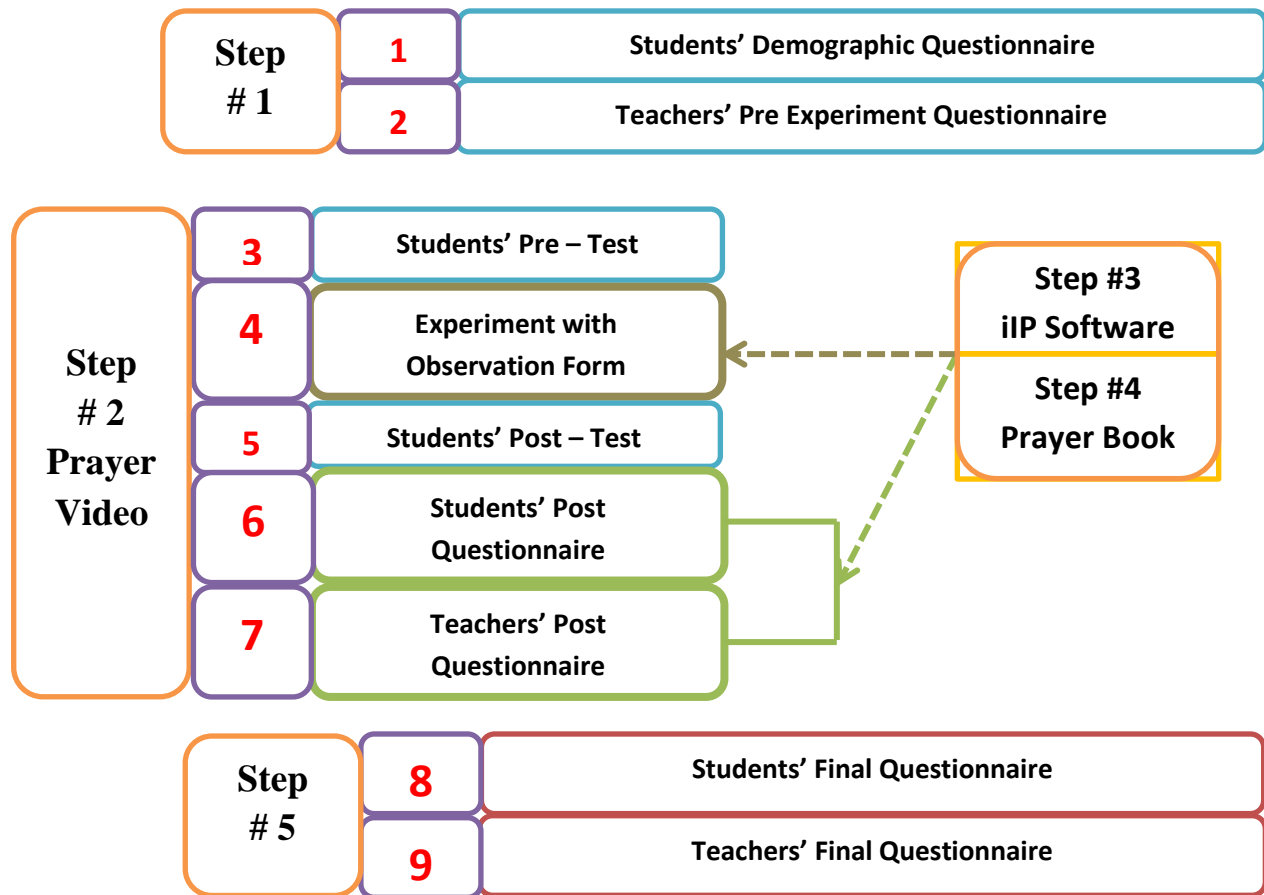 Step
# 1
1
Students’ Demographic Questionnaire
2
Teachers’ Pre Experiment Questionnaire
Step
# 2
Prayer
Video
3
Students’ Pre – Test
4
Experiment with
Observation Form
5
Students’ Post – Test
6
Students’ Post
Questionnaire
7
Teachers’ Post
Questionnaire
Step #3
iIP Software
Step #4
Prayer Book
Step
# 5
8
Students’ Final Questionnaire
9
Teachers’ Final Questionnaire